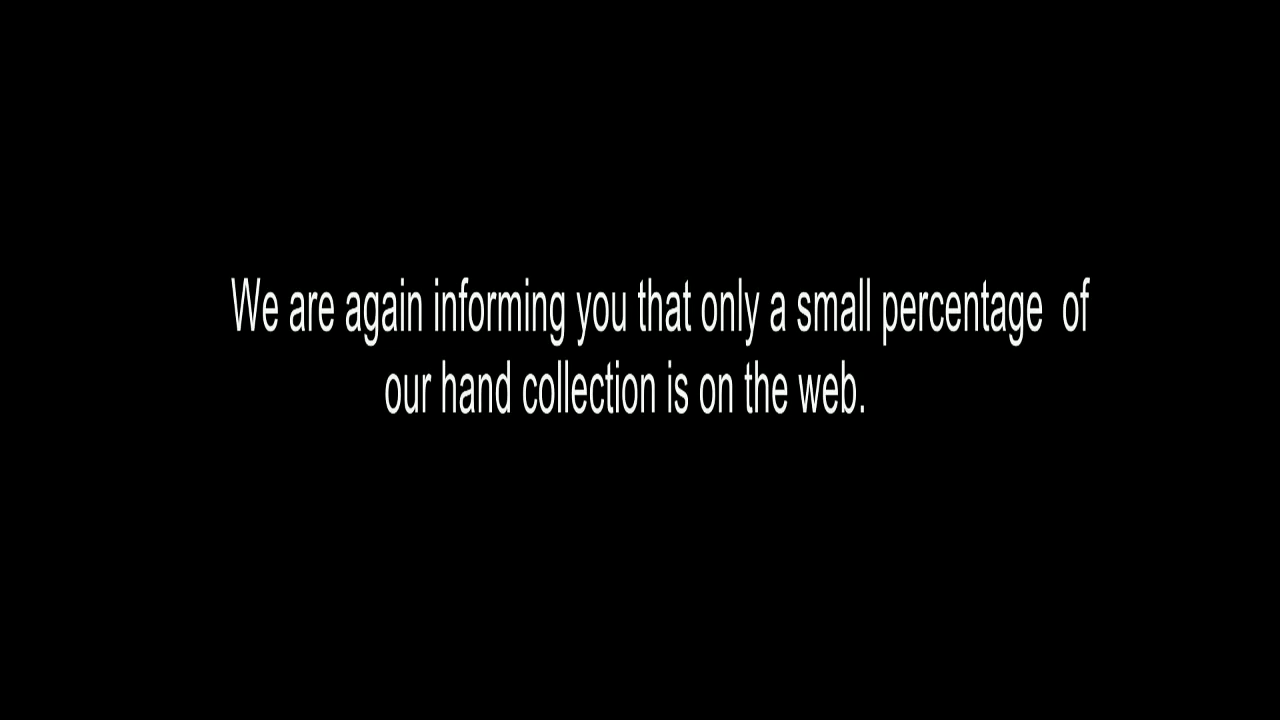 We are again informing you that only a small percentage  of
our hand collection is on the web.